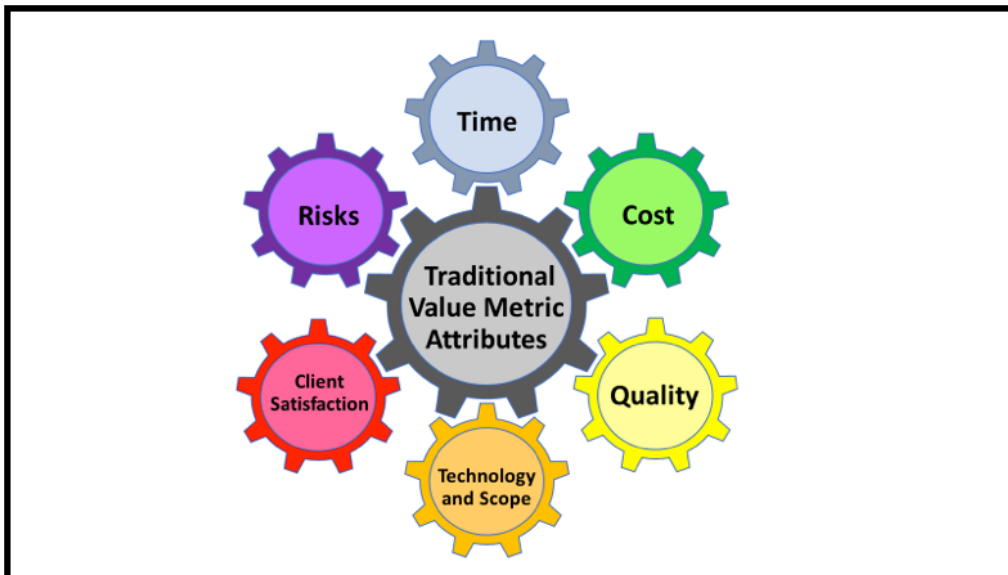 Time
Risks
Cost
Traditional
Value Metric
Attributes
Client
Satisfaction
Quality
Technology
and Scope